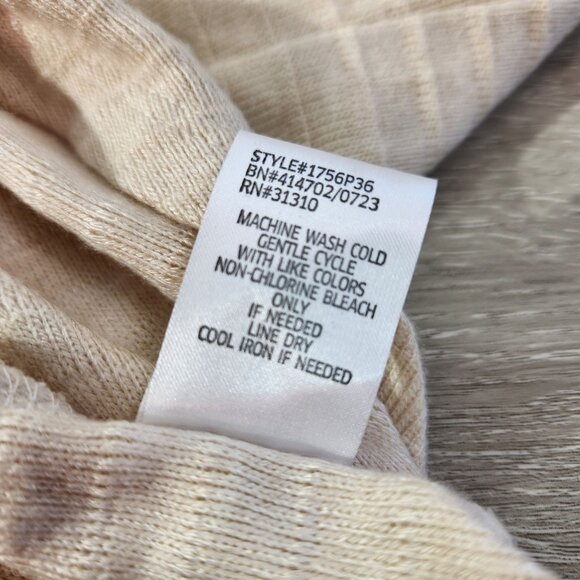 STYLE#1756P36
BN#414702/0723
RN#31310
MACHINE WASH COLD
GENTLE CYCLE
WITH LIKE COLORS
NON-CHLORINE BLEACH
ONLY
IF NEEDED
LINE DRY
COOL IRON IF NEEDED